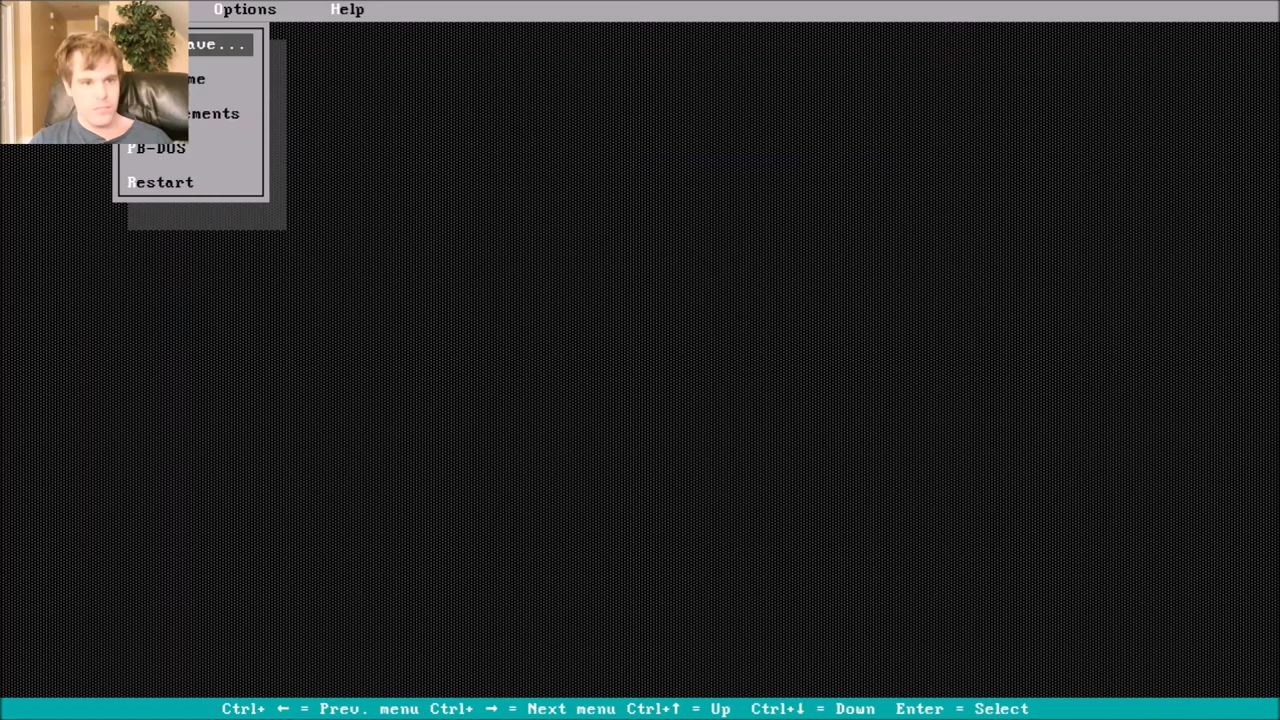 Options Help
ave...
me
ements
PB-DOS
Restart
Ctrl+ ← = Prev. menu Ctrl+ → = Next menu Ctrl+↑ = Up Ctrl+↓ = Down Enter = Select